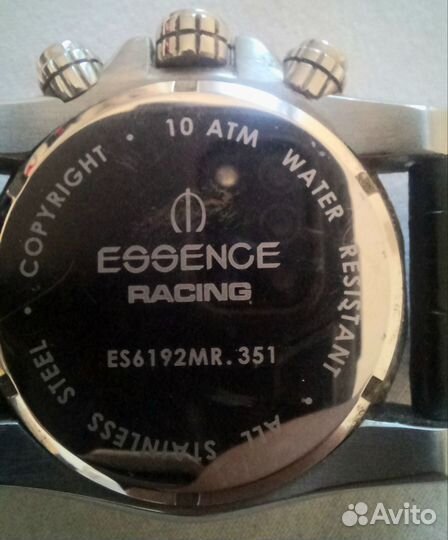 10 ATM WATER RESISTANT • ALL STAINLESS STEEL • COPYRIGHT •
ESSENCE
RACING
ES6192MR.351
Avito